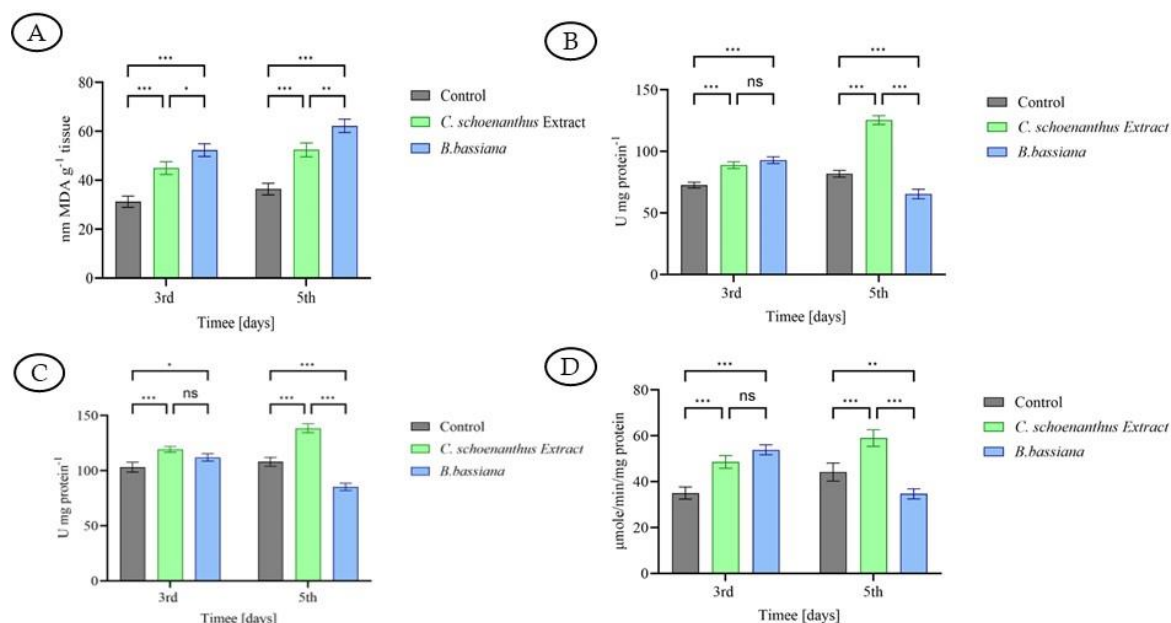 A
***
***
***
*
***
**
80
60
40
20
0
nm MDA g⁻¹ tissue
3rd
5th
Timee [days]
Control
C. schoenanthus Extract
B.bassiana
B
***
***
***
ns
***
***
150
100
50
0
U mg protein⁻¹
3rd
5th
Timee [days]
Control
C. schoenanthus Extract
B.bassiana
C
*
***
***
ns
***
***
150
100
50
0
U mg protein⁻¹
3rd
5th
Timee [days]
Control
C. schoenanthus Extract
B.bassiana
D
***
**
***
ns
***
***
80
60
40
20
0
µmole/min/mg protein
3rd
5th
Timee [days]
Control
C. schoenanthus Extract
B.bassiana